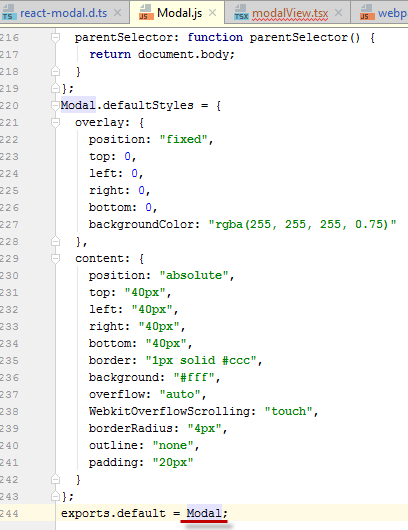 react-modal.d.ts Modal.js modalView.tsx webp
216 parentSelector: function parentSelector() {
217 return document.body;
218 }
219 };
220 Modal.defaultStyles = {
221 overlay: {
222 position: "fixed",
223 top: 0,
224 left: 0,
225 right: 0,
226 bottom: 0,
227 backgroundColor: "rgba(255, 255, 255, 0.75)"
228 },
229 content: {
230 position: "absolute",
231 top: "40px",
232 left: "40px",
233 right: "40px",
234 bottom: "40px",
235 border: "1px solid #ccc",
236 background: "#fff",
237 overflow: "auto",
238 WebkitOverflowScrolling: "touch",
239 borderRadius: "4px",
240 outline: "none",
241 padding: "20px"
242 }
243 };
244 exports.default = Modal;